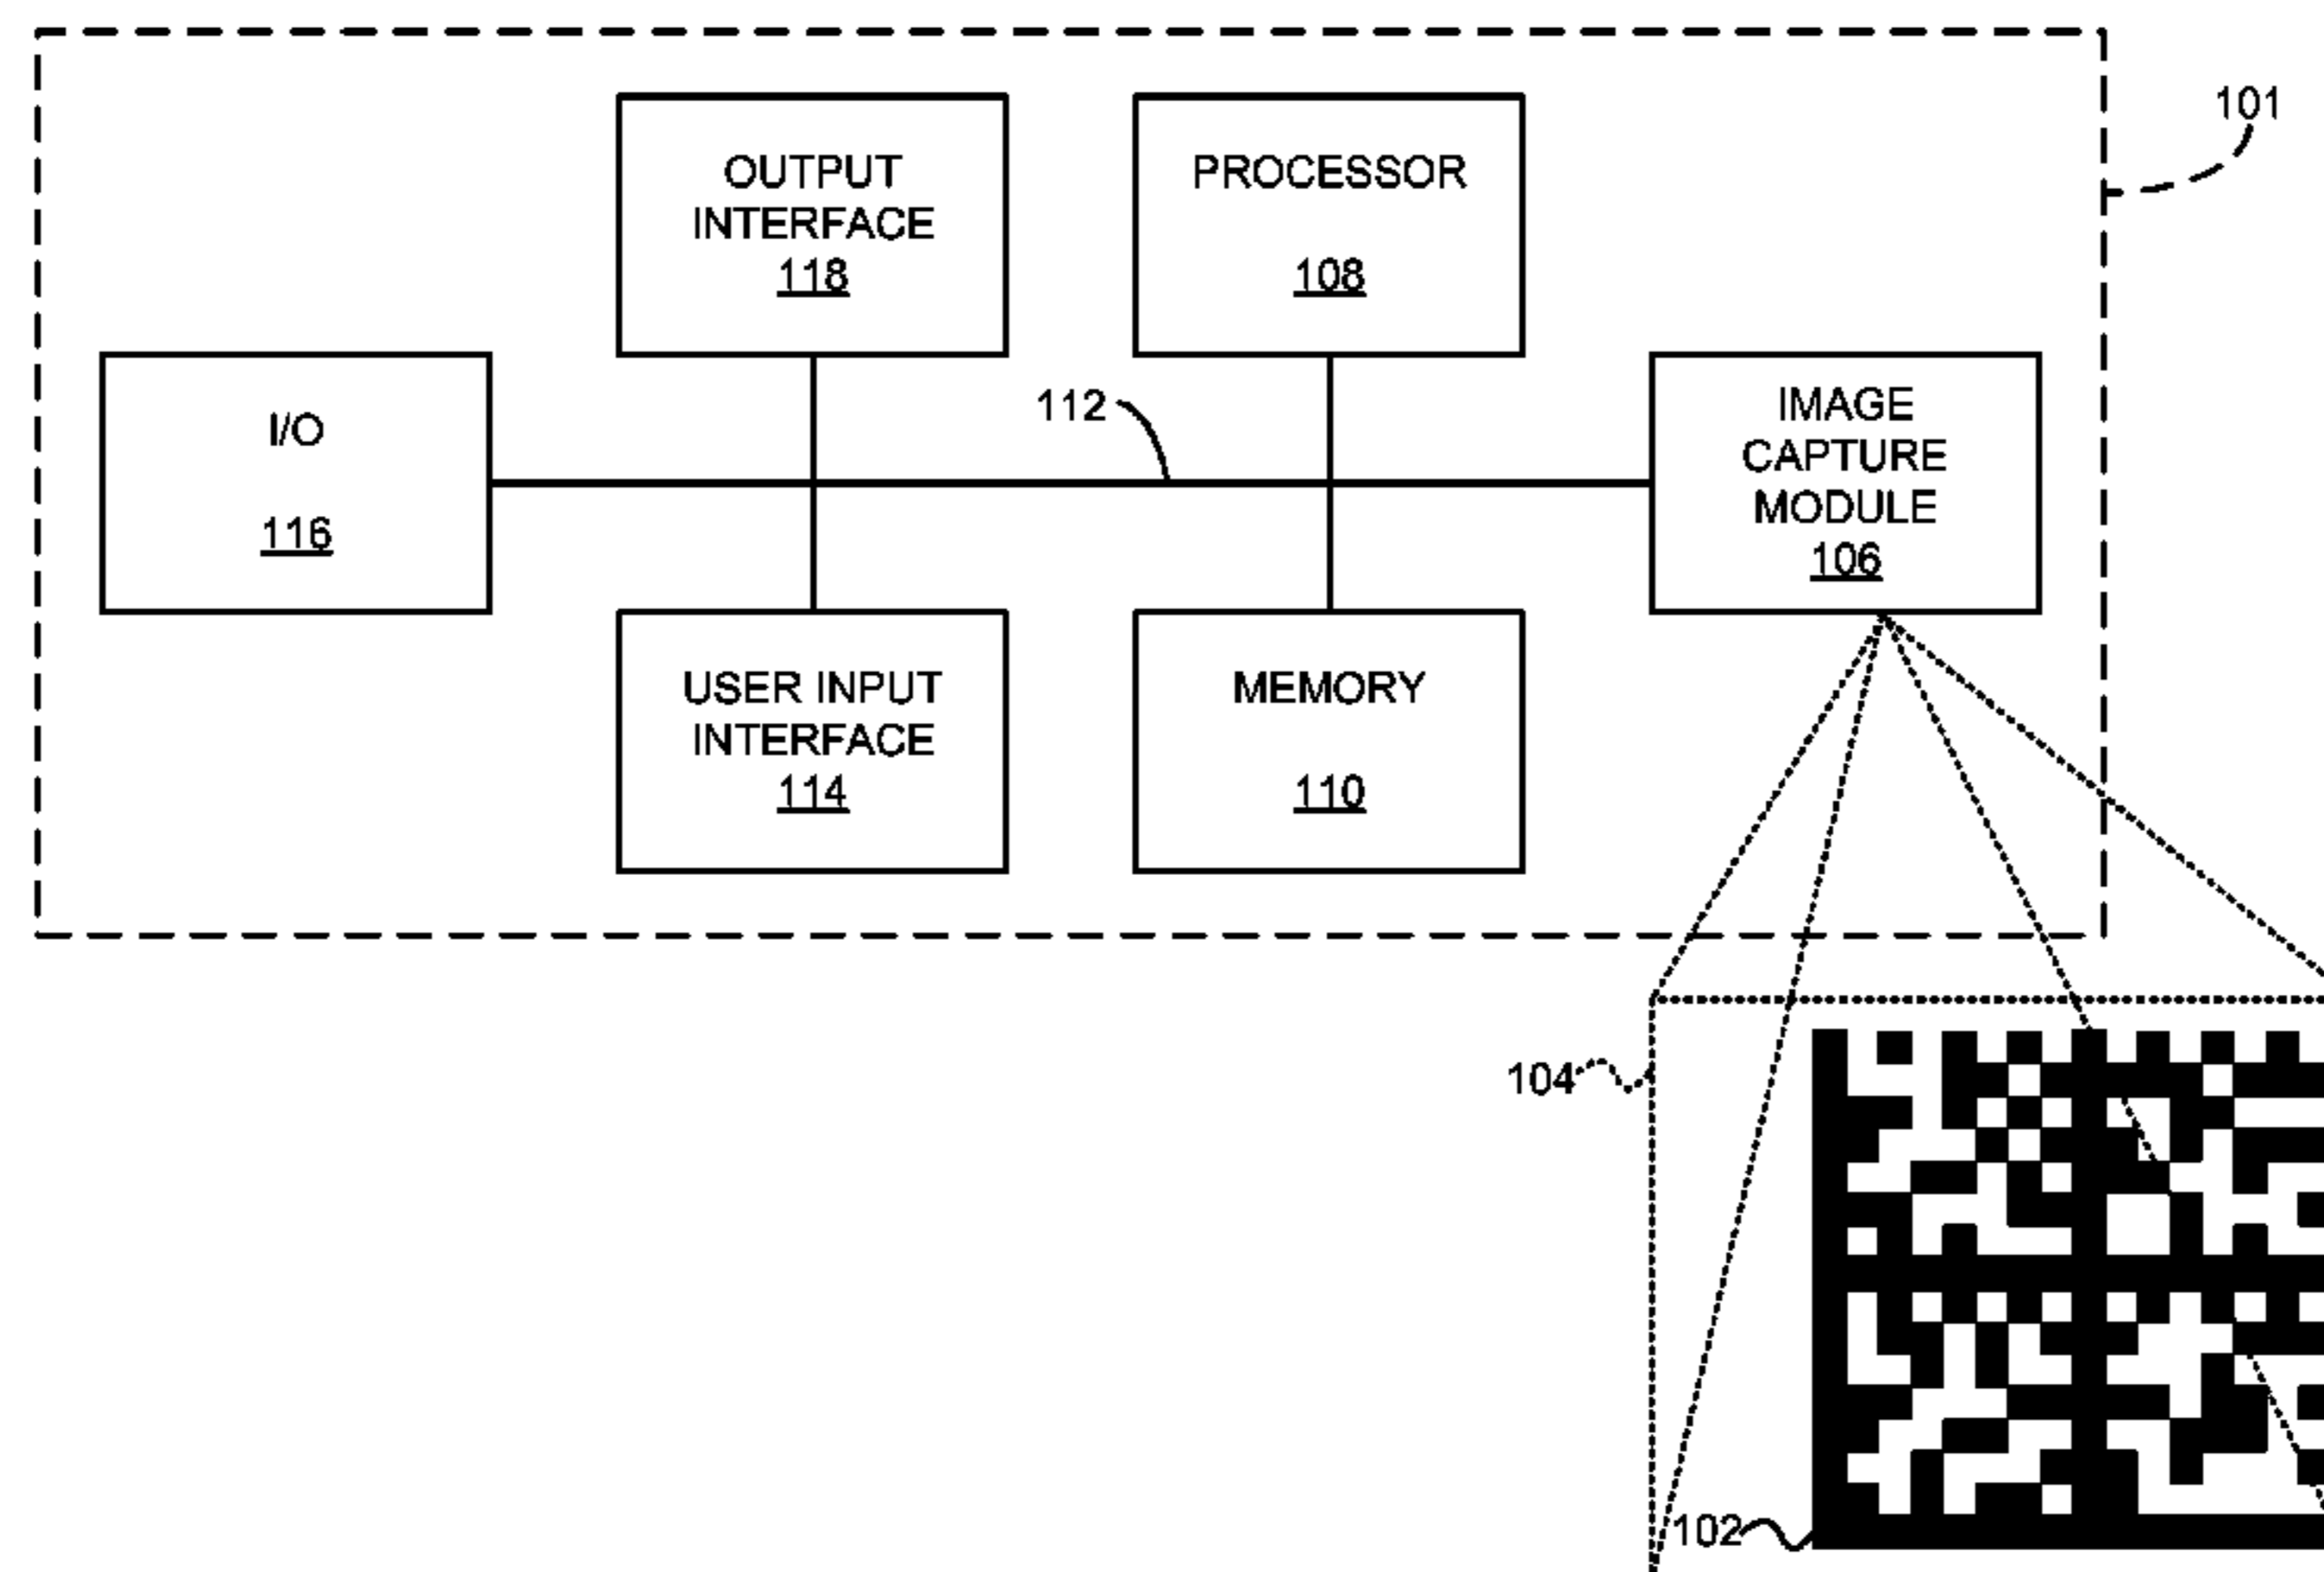 101
OUTPUT
INTERFACE
118
PROCESSOR
108
I/O
116
112
IMAGE
CAPTURE
MODULE
106
USER INPUT
INTERFACE
114
MEMORY
110
104
102